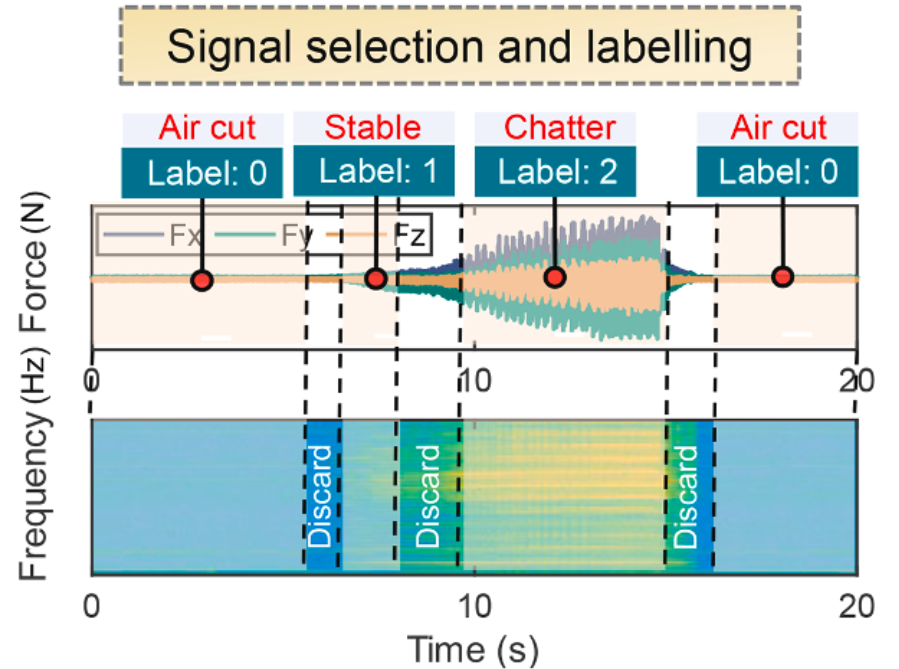 Signal selection and labelling
Air cut Stable Chatter Air cut
Label: 0 Label: 1 Label: 2 Label: 0
Force (N)
Fx Fy Fz
0 10 20
Frequency (Hz)
Discard Discard Discard
0 10 20
Time (s)